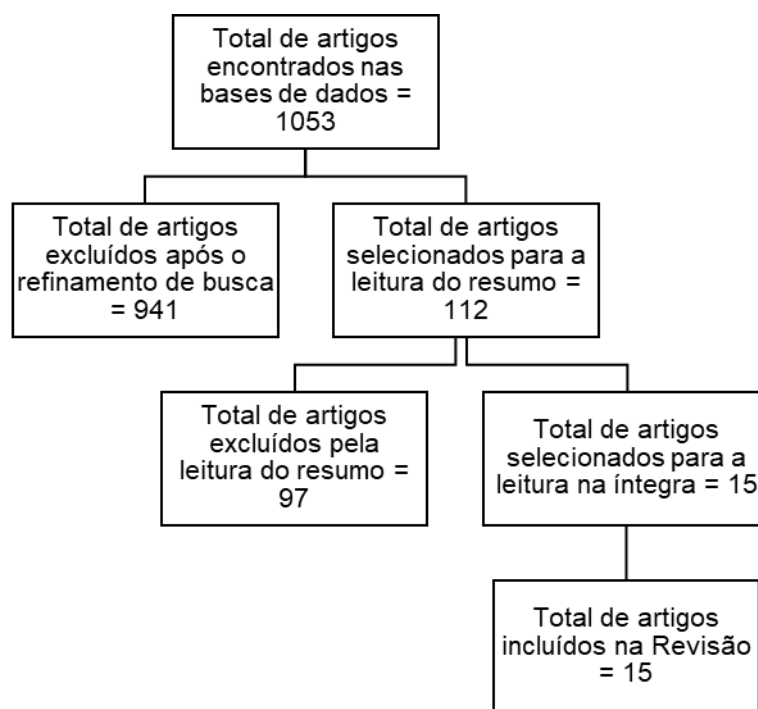 Total de artigos
encontrados nas
bases de dados =
1053
Total de artigos
excluídos após o
refinamento de busca
= 941
Total de artigos
selecionados para a
leitura do resumo =
112
Total de artigos
excluídos pela
leitura do resumo =
97
Total de artigos
selecionados para a
leitura na íntegra = 15
Total de artigos
incluídos na Revisão
= 15